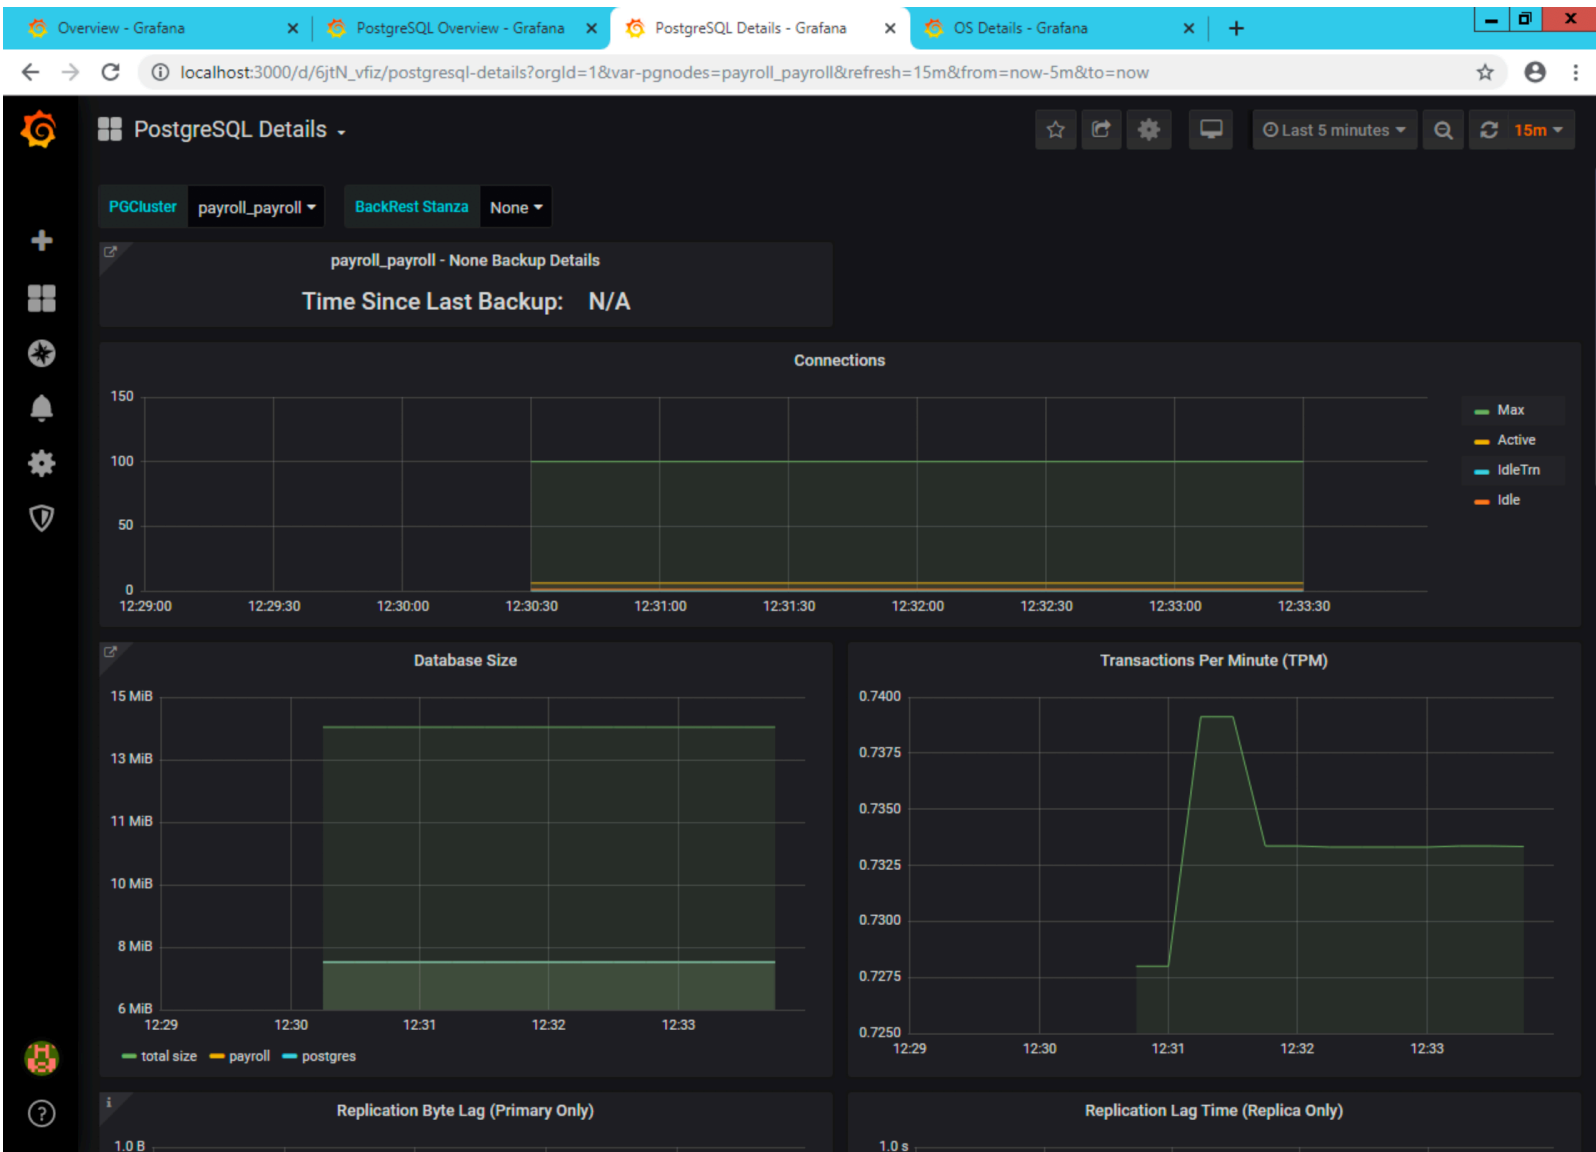 Overview - Grafana
PostgreSQL Overview - Grafana
PostgreSQL Details - Grafana
OS Details - Grafana
localhost:3000/d/6jtN_vfiz/postgresql-details?orgId=1&var-pgnodes=payroll_payroll&refresh=15m&from=now-5m&to=now
PostgreSQL Details
Last 5 minutes
15m
PGCluster payroll_payroll
BackRest Stanza None
payroll_payroll - None Backup Details
Time Since Last Backup: N/A
Connections
150
100
50
0
12:29:00 12:29:30 12:30:00 12:30:30 12:31:00 12:31:30 12:32:00 12:32:30 12:33:00 12:33:30
Max
Active
IdleTrn
Idle
Database Size
15 MiB
13 MiB
11 MiB
10 MiB
8 MiB
6 MiB
12:29 12:30 12:31 12:32 12:33
total size payroll postgres
Transactions Per Minute (TPM)
0.7400
0.7375
0.7350
0.7325
0.7300
0.7275
0.7250
12:29 12:30 12:31 12:32 12:33
Replication Byte Lag (Primary Only)
1.0 B
Replication Lag Time (Replica Only)
1.0 s